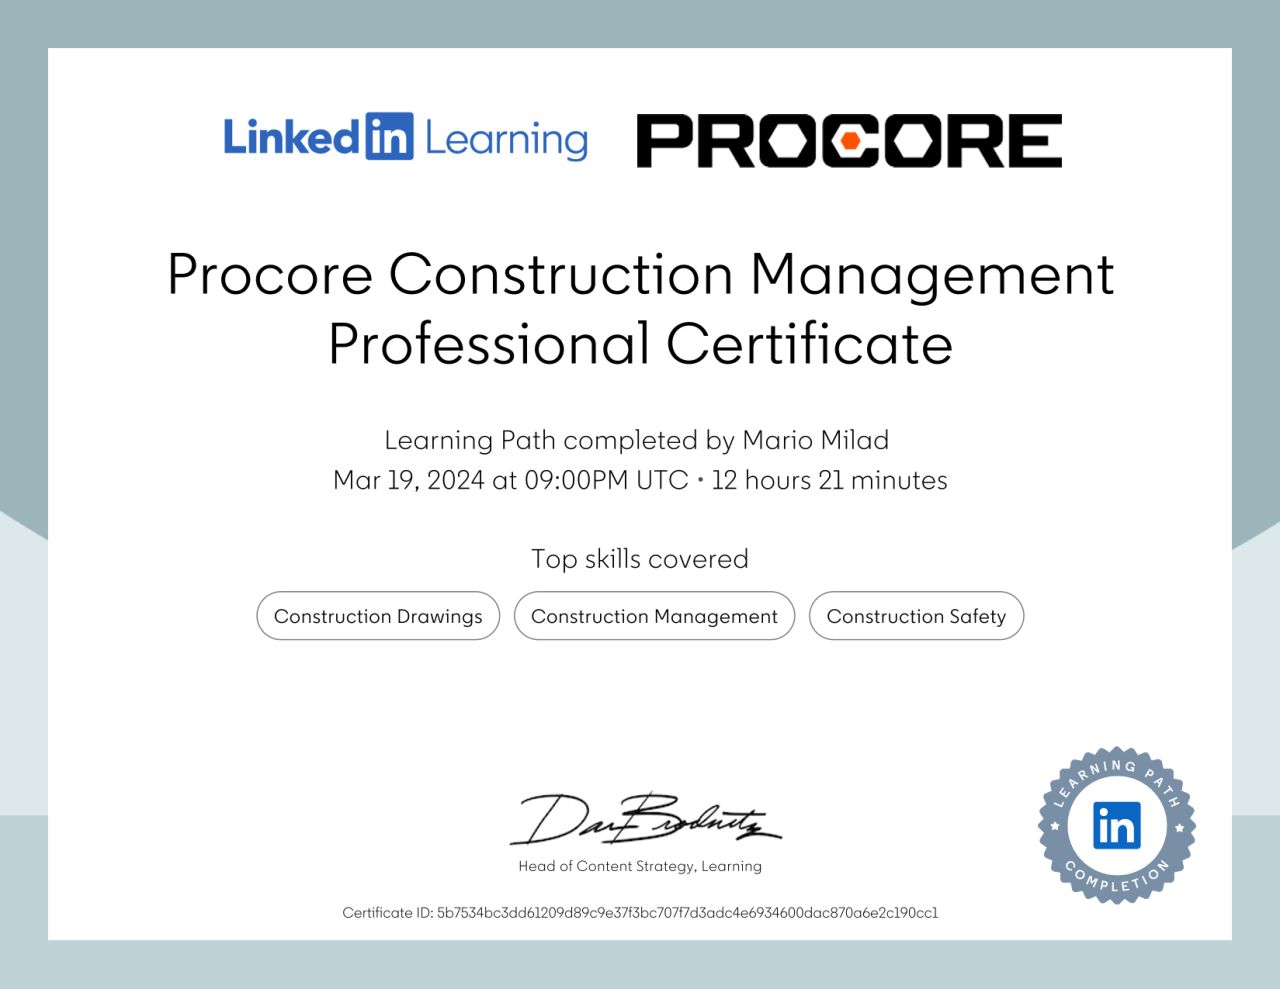 LinkedIn Learning
PROCORE
Procore Construction Management
Professional Certificate
Learning Path completed by Mario Milad
Mar 19, 2024 at 09:00PM UTC • 12 hours 21 minutes
Top skills covered
Construction Drawings
Construction Management
Construction Safety
Dan Brodnitz
Head of Content Strategy, Learning
Certificate ID: 5b7534bc3dd61209d89c9e37f3bc707f7d3adc4e6934600dac870a6e2c190cc1
LEARNING PATH
in
COMPLETION